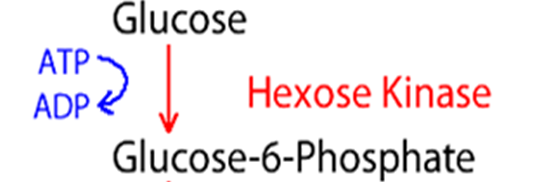 Glucose
ATP
ADP
Hexose Kinase
Glucose-6-Phosphate